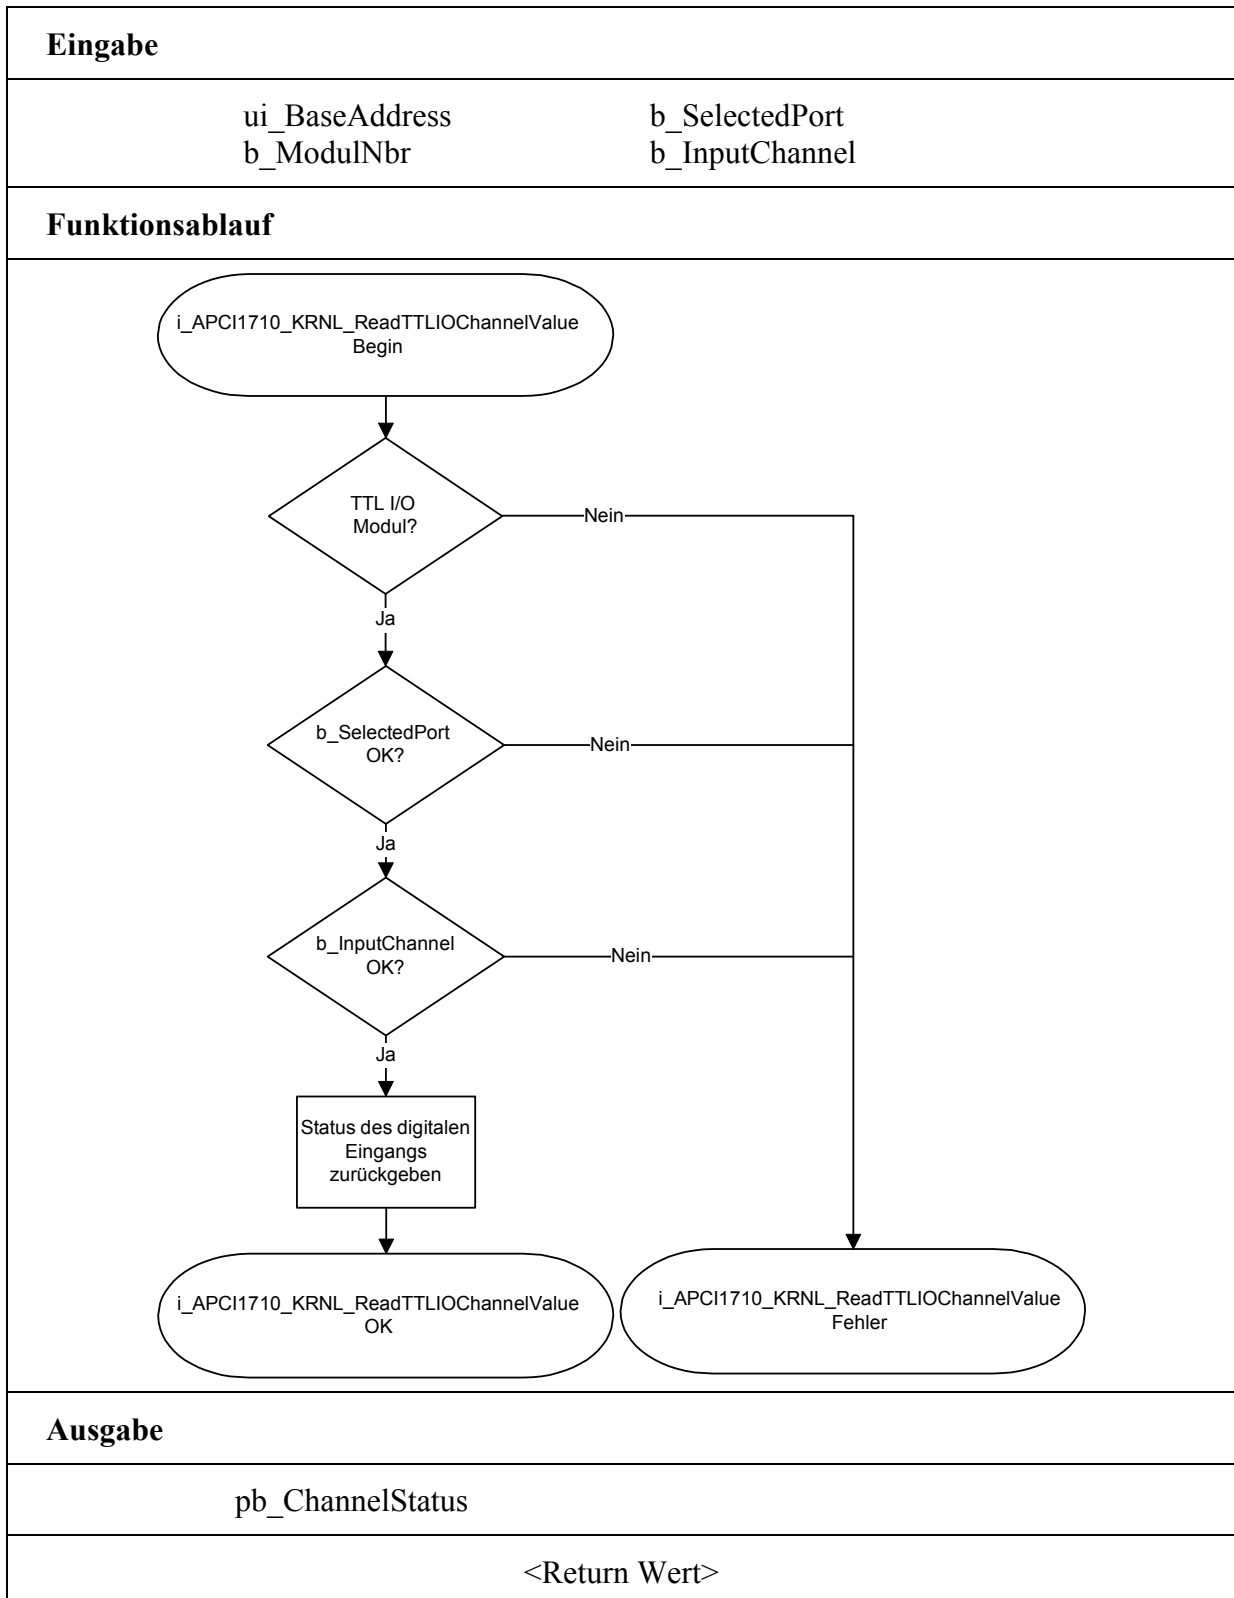 Eingabe
ui_BaseAddress b_SelectedPort
b_ModulNbr b_InputChannel
Funktionsablauf
i_APCI1710_KRNL_ReadTTLIOChannelValue
Begin
TTL I/O
Modul?
Nein
Ja
b_SelectedPort
OK?
Nein
Ja
b_InputChannel
OK?
Nein
Ja
Status des digitalen
Eingangs
zurückgeben
i_APCI1710_KRNL_ReadTTLIOChannelValue
OK
i_APCI1710_KRNL_ReadTTLIOChannelValue
Fehler
Ausgabe
pb_ChannelStatus
<Return Wert>